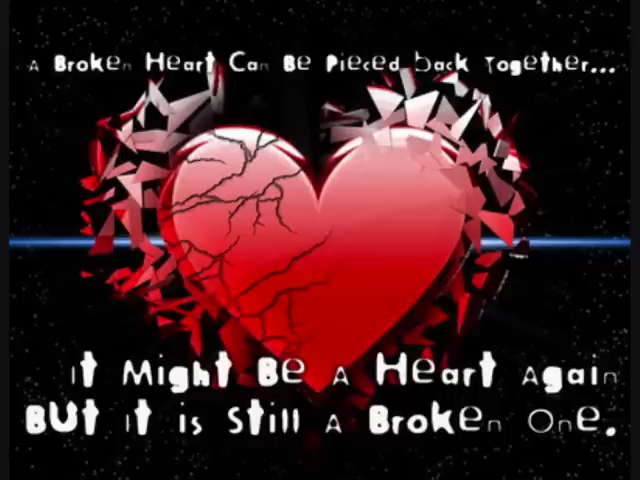 A Broken Heart Can Be Pieced back Together...
It Might Be A Heart Again
BUt it is Still A Broken One.